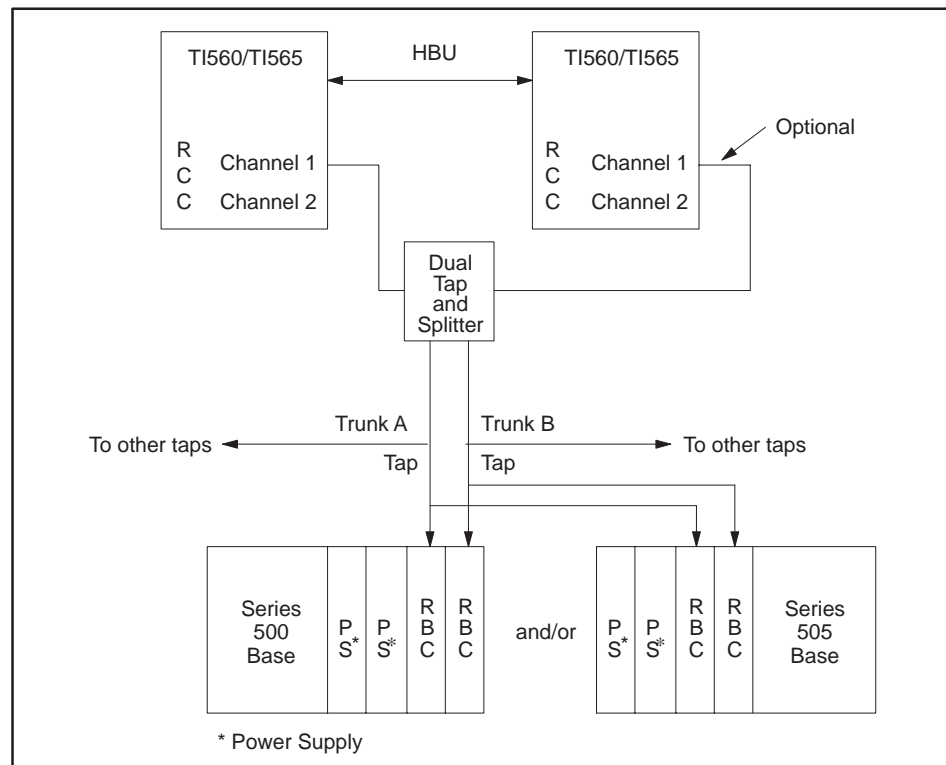 TI560/TI565
HBU
TI560/TI565
Optional
R
C
C
Channel 1
Channel 2
R
C
C
Channel 1
Channel 2
Dual
Tap
and
Splitter
Trunk A
Trunk B
To other taps
To other taps
Tap
Tap
Series
500
Base
P
S*
P
S*
R
B
C
R
B
C
and/or
P
S*
P
S*
R
B
C
R
B
C
Series
505
Base
* Power Supply